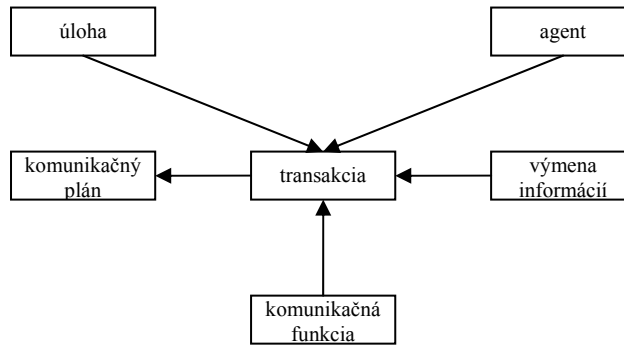 úloha
agent
komunikačný
plán
transakcia
výmena
informácií
komunikačná
funkcia